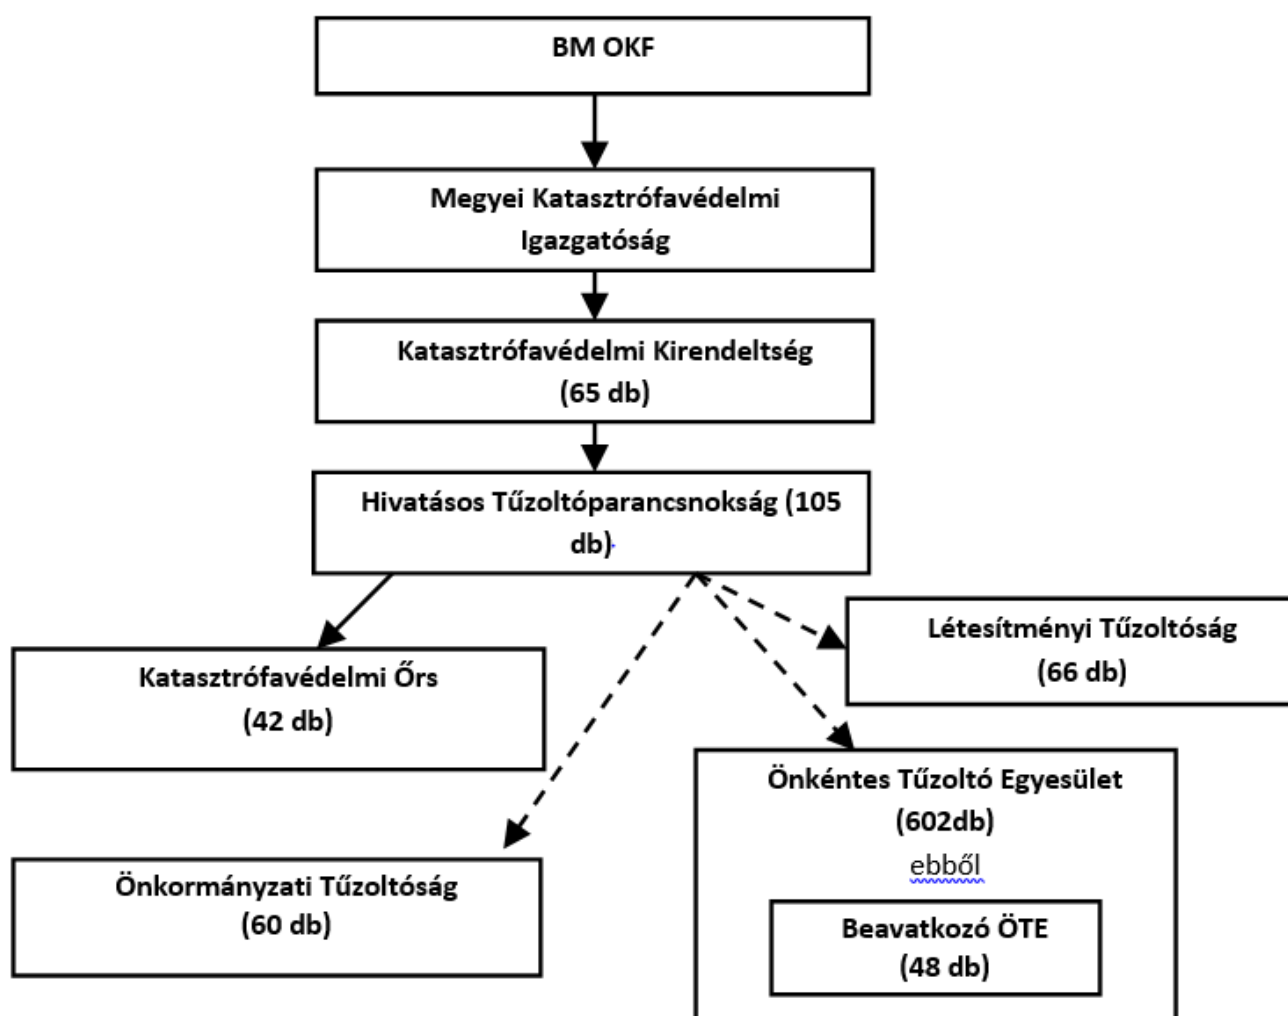 BM OKF
Megyei Katasztrófavédelmi
Igazgatóság
Katasztrófavédelmi Kirendeltség
(65 db)
Hivatásos Tűzoltóparancsnokság (105
db)
Létesítményi Tűzoltóság
(66 db)
Katasztrófavédelmi Őrs
(42 db)
Önkéntes Tűzoltó Egyesület
(602db)
ebből
Beavatkozó ÖTE
(48 db)
Önkormányzati Tűzoltóság
(60 db)